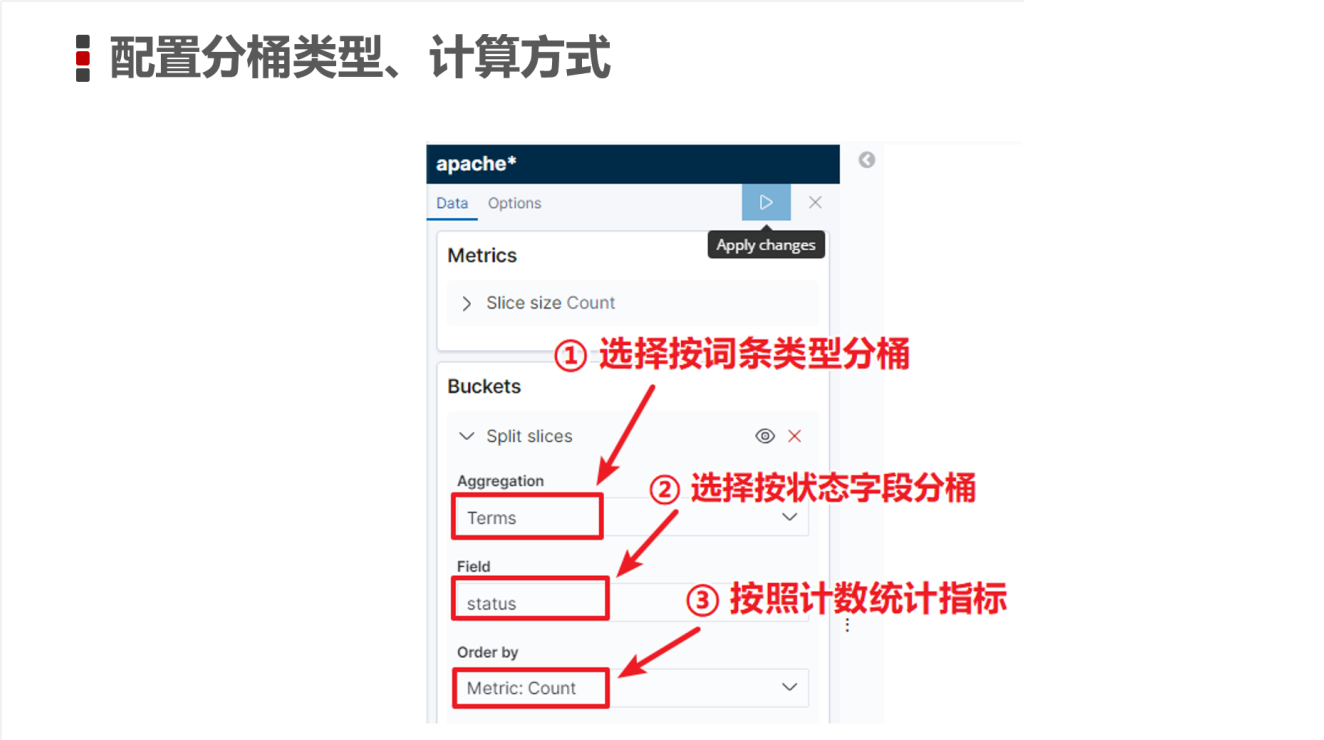 配置分桶类型、计算方式
apache*
Data Options
Apply changes
Metrics
Slice size Count
① 选择按词条类型分桶
Buckets
Split slices
Aggregation
② 选择按状态字段分桶
Terms
Field
status
③ 按照计数统计指标
Order by
Metric: Count